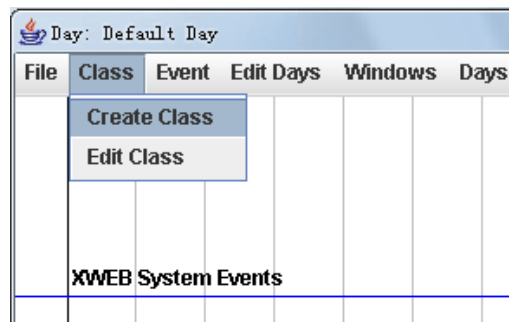 Day: Default Day
File Class Event Edit Days Windows Days
Create Class
Edit Class
XWEB System Events